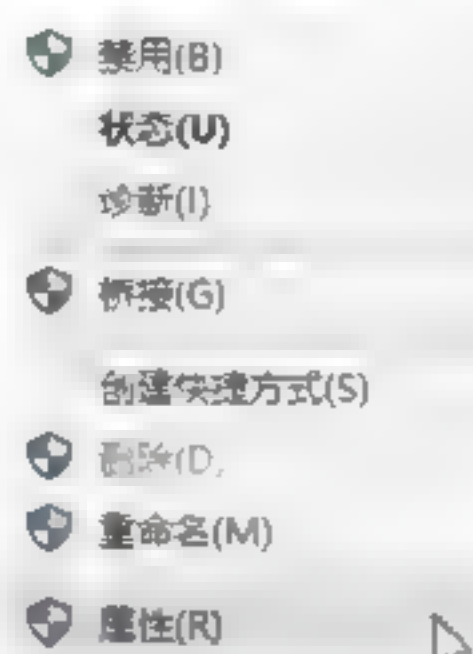 禁用(B)
状态(U)
诊断(I)
桥接(G)
创建快捷方式(S)
删除(D)
重命名(M)
属性(R)